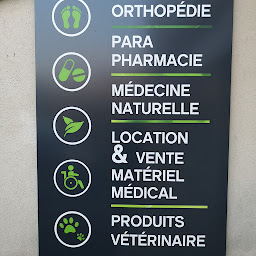 ORTHOPÉDIE
PARA
PHARMACIE
MÉDECINE
NATURELLE
LOCATION
& VENTE
MATÉRIEL
MÉDICAL
PRODUITS
VÉTÉRINAIRE